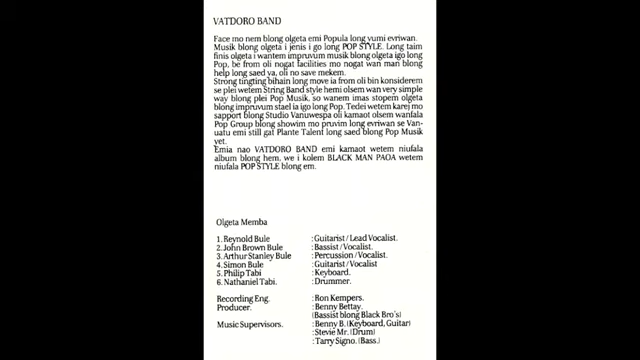 VATDORO BAND
Face mo nem blong olgeta emi Popula long yumi evriwan.
Musik blong olgeta i jenis i go long POP STYLE. Long taim
finis olgeta i wantem impruvum musik blong olgeta igo long
Pop, be from oli nogat facilities mo nogat wan man blong
help long saed ya, oli no save mekem.
Strong tingting bihain long move ia from oli bin konsiderem
se plei wetem String Band style hemi olsem wan very simple
way blong plei Pop Musik, so wanem imas stopem olgeta
blong impruvum stael ia igo long Pop. Tedei wetem karej mo
sapport blong Studio Vanuwespa oli kamaot olsem wanfala
Pop Group blong showim mo pruvim long evriwan se Van-
uatu emi still gat Plante Talent long saed blong Pop Musik
yet.
Emia nao VATDORO BAND emi kamaot wetem niufala
album blong hem. we i kolem BLACK MAN PAOA wetem
niufala POP STYLE blong em.
Olgeta Memba
1. Reynold Bule : Guitarist / Lead Vocalist.
2. John Brown Bule : Bassist / Vocalist.
3. Arthur Stanley Bule : Percussion / Vocalist.
4. Simon Bule : Guitarist / Vocalist
5. Philip Tabi : Keyboard.
6. Nathaniel Tabi. : Drummer.
Recording Eng. : Ron Kempers.
Producer. : Benny Bettay.
(Bassist blong Black Bro's)
Music Supervisors. : Benny B. (Keyboard, Guitar)
: Stevie Mr. (Drum)
: Tarry Signo. (Bass.)